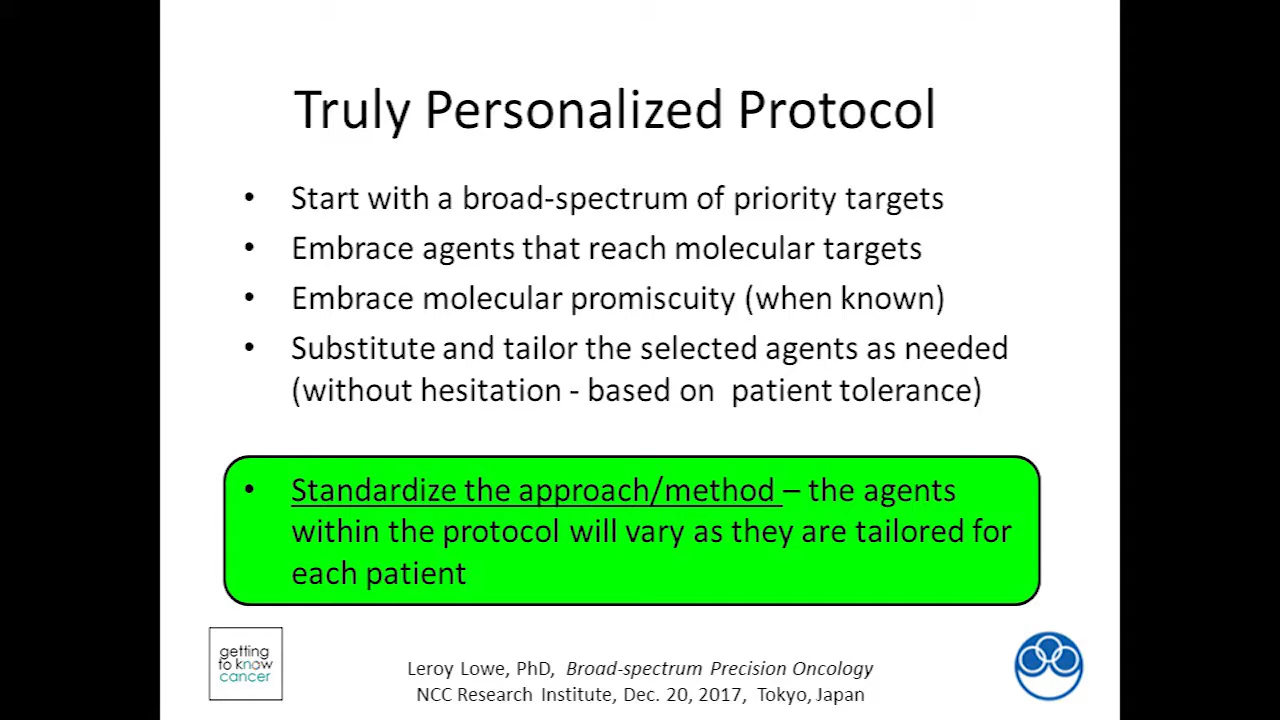 Truly Personalized Protocol
• Start with a broad-spectrum of priority targets
• Embrace agents that reach molecular targets
• Embrace molecular promiscuity (when known)
• Substitute and tailor the selected agents as needed
(without hesitation - based on patient tolerance)
• Standardize the approach/method – the agents
within the protocol will vary as they are tailored for
each patient
getting
to know
cancer
Leroy Lowe, PhD, Broad-spectrum Precision Oncology
NCC Research Institute, Dec. 20, 2017, Tokyo, Japan